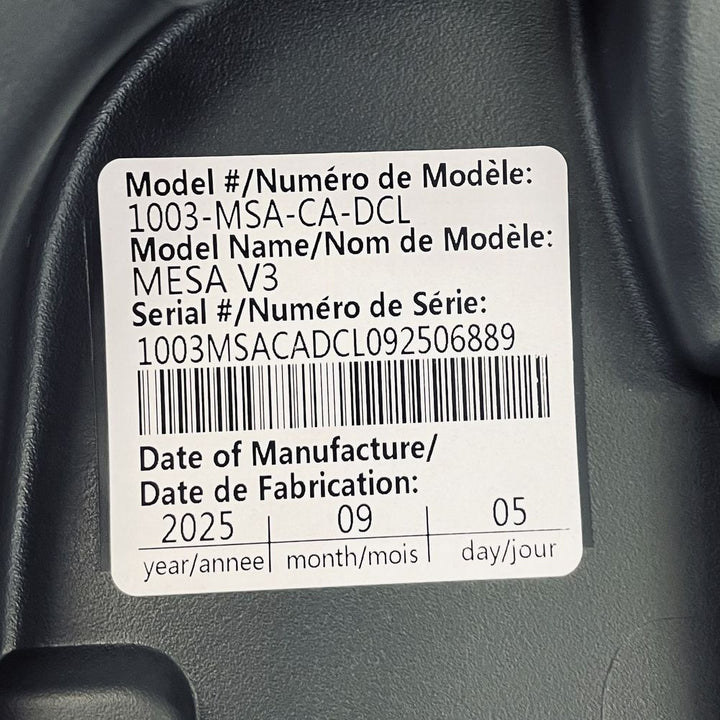 Model #/Numéro de Modèle:
1003-MSA-CA-DCL
Model Name/Nom de Modèle:
MESA V3
Serial #/Numéro de Série:
1003MSACADCL092506889
Date of Manufacture/
Date de Fabrication:
2025 09 05
year/annee month/mois day/jour